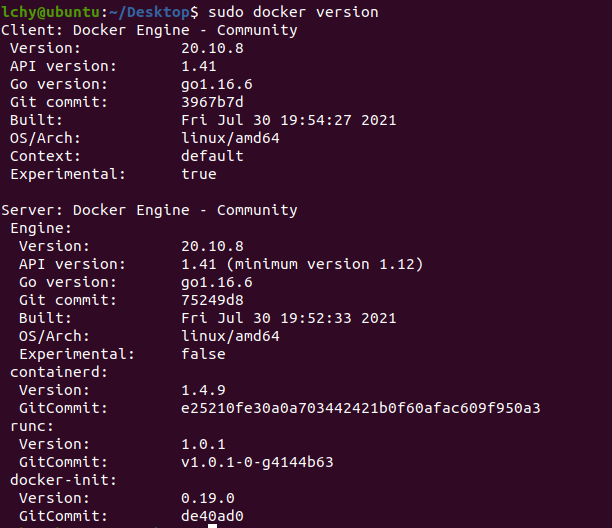 lchy@ubuntu:~/Desktop$ sudo docker version
Client: Docker Engine - Community
Version: 20.10.8
API version: 1.41
Go version: go1.16.6
Git commit: 3967b7d
Built: Fri Jul 30 19:54:27 2021
OS/Arch: linux/amd64
Context: default
Experimental: true
Server: Docker Engine - Community
Engine:
Version: 20.10.8
API version: 1.41 (minimum version 1.12)
Go version: go1.16.6
Git commit: 75249d8
Built: Fri Jul 30 19:52:33 2021
OS/Arch: linux/amd64
Experimental: false
containerd:
Version: 1.4.9
GitCommit: e25210fe30a0a703442421b0f60afac609f950a3
runc:
Version: 1.0.1
GitCommit: v1.0.1-0-g4144b63
docker-init:
Version: 0.19.0
GitCommit: de40ad0